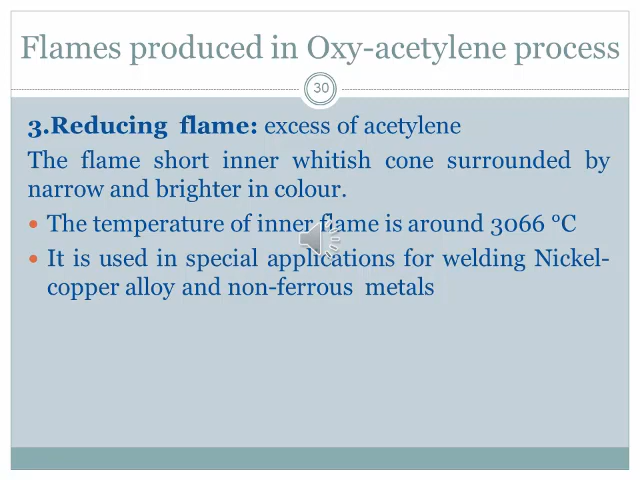 Flames produced in Oxy-acetylene process
30
3.Reducing flame: excess of acetylene
The flame short inner whitish cone surrounded by
narrow and brighter in colour.
• The temperature of inner flame is around 3066 °C
• It is used in special applications for welding Nickel-
copper alloy and non-ferrous metals